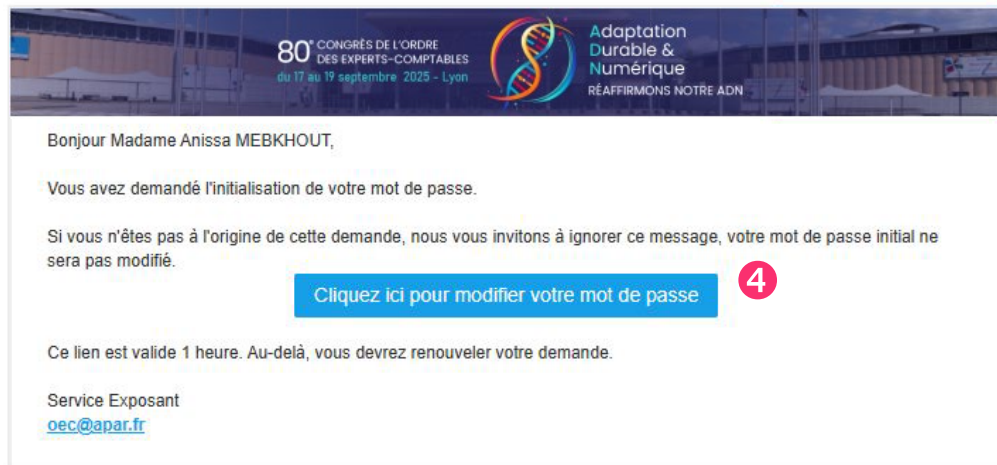 80° CONGRÈS DE L'ORDRE
DES EXPERTS-COMPTABLES
du 17 au 19 septembre 2025 - Lyon
Adaptation
Durable &
Numérique
RÉAFFIRMONS NOTRE ADN
Bonjour Madame Anissa MEBKHOUT,
Vous avez demandé l'initialisation de votre mot de passe.
Si vous n'êtes pas à l'origine de cette demande, nous vous invitons à ignorer ce message, votre mot de passe initial ne
sera pas modifié.
Cliquez ici pour modifier votre mot de passe
4
Ce lien est valide 1 heure. Au-delà, vous devrez renouveler votre demande.
Service Exposant
oec@apar.fr